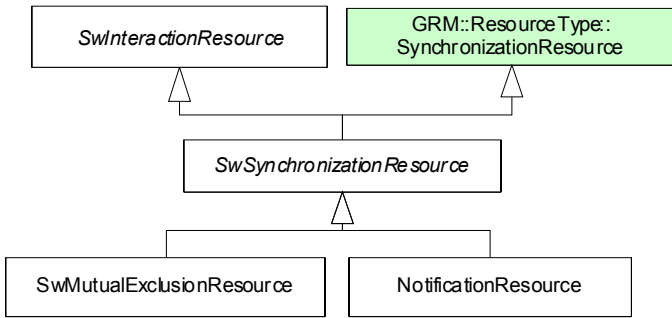 SwInteractionResource
GRM::ResourceType::
SynchronizationResource
SwSynchronizationResource
SwMutualExclusionResource
NotificationResource